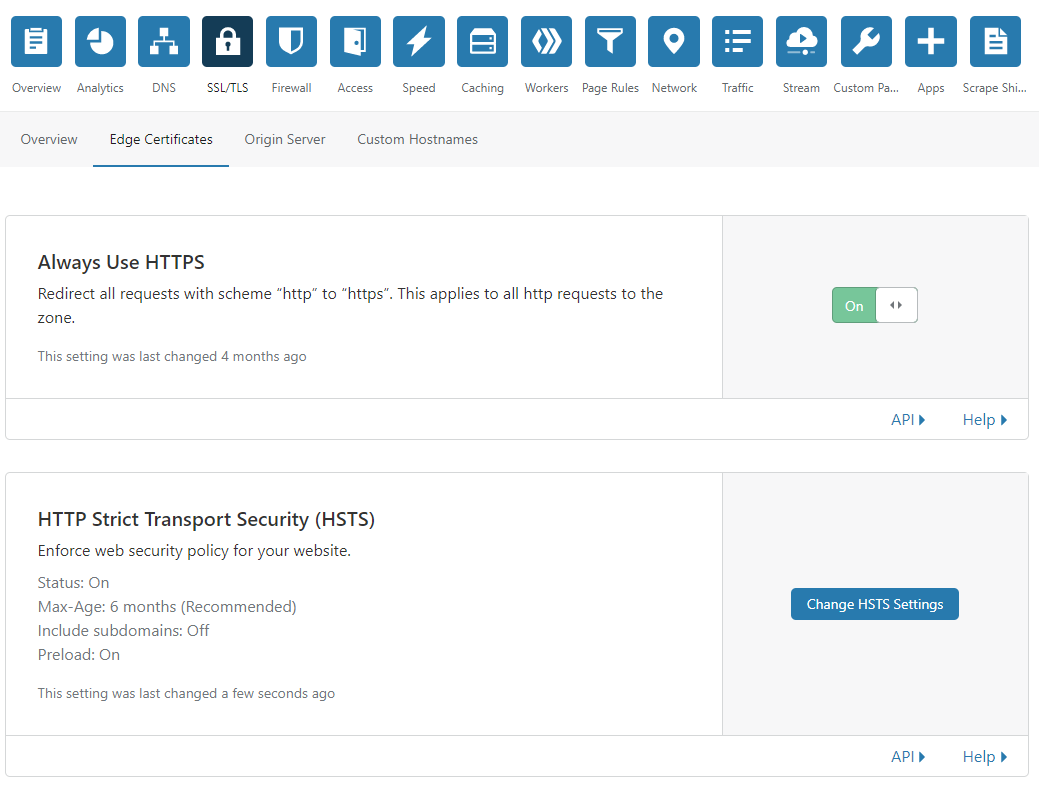 Overview Analytics DNS SSL/TLS Firewall Access Speed Caching Workers Page Rules Network Traffic Stream Custom Pa... Apps Scrape Shi...
Overview Edge Certificates Origin Server Custom Hostnames
Always Use HTTPS
Redirect all requests with scheme “http” to “https”. This applies to all http requests to the
zone.
On
This setting was last changed 4 months ago
API Help
HTTP Strict Transport Security (HSTS)
Enforce web security policy for your website.
Status: On
Max-Age: 6 months (Recommended)
Include subdomains: Off
Preload: On
Change HSTS Settings
This setting was last changed a few seconds ago
API Help